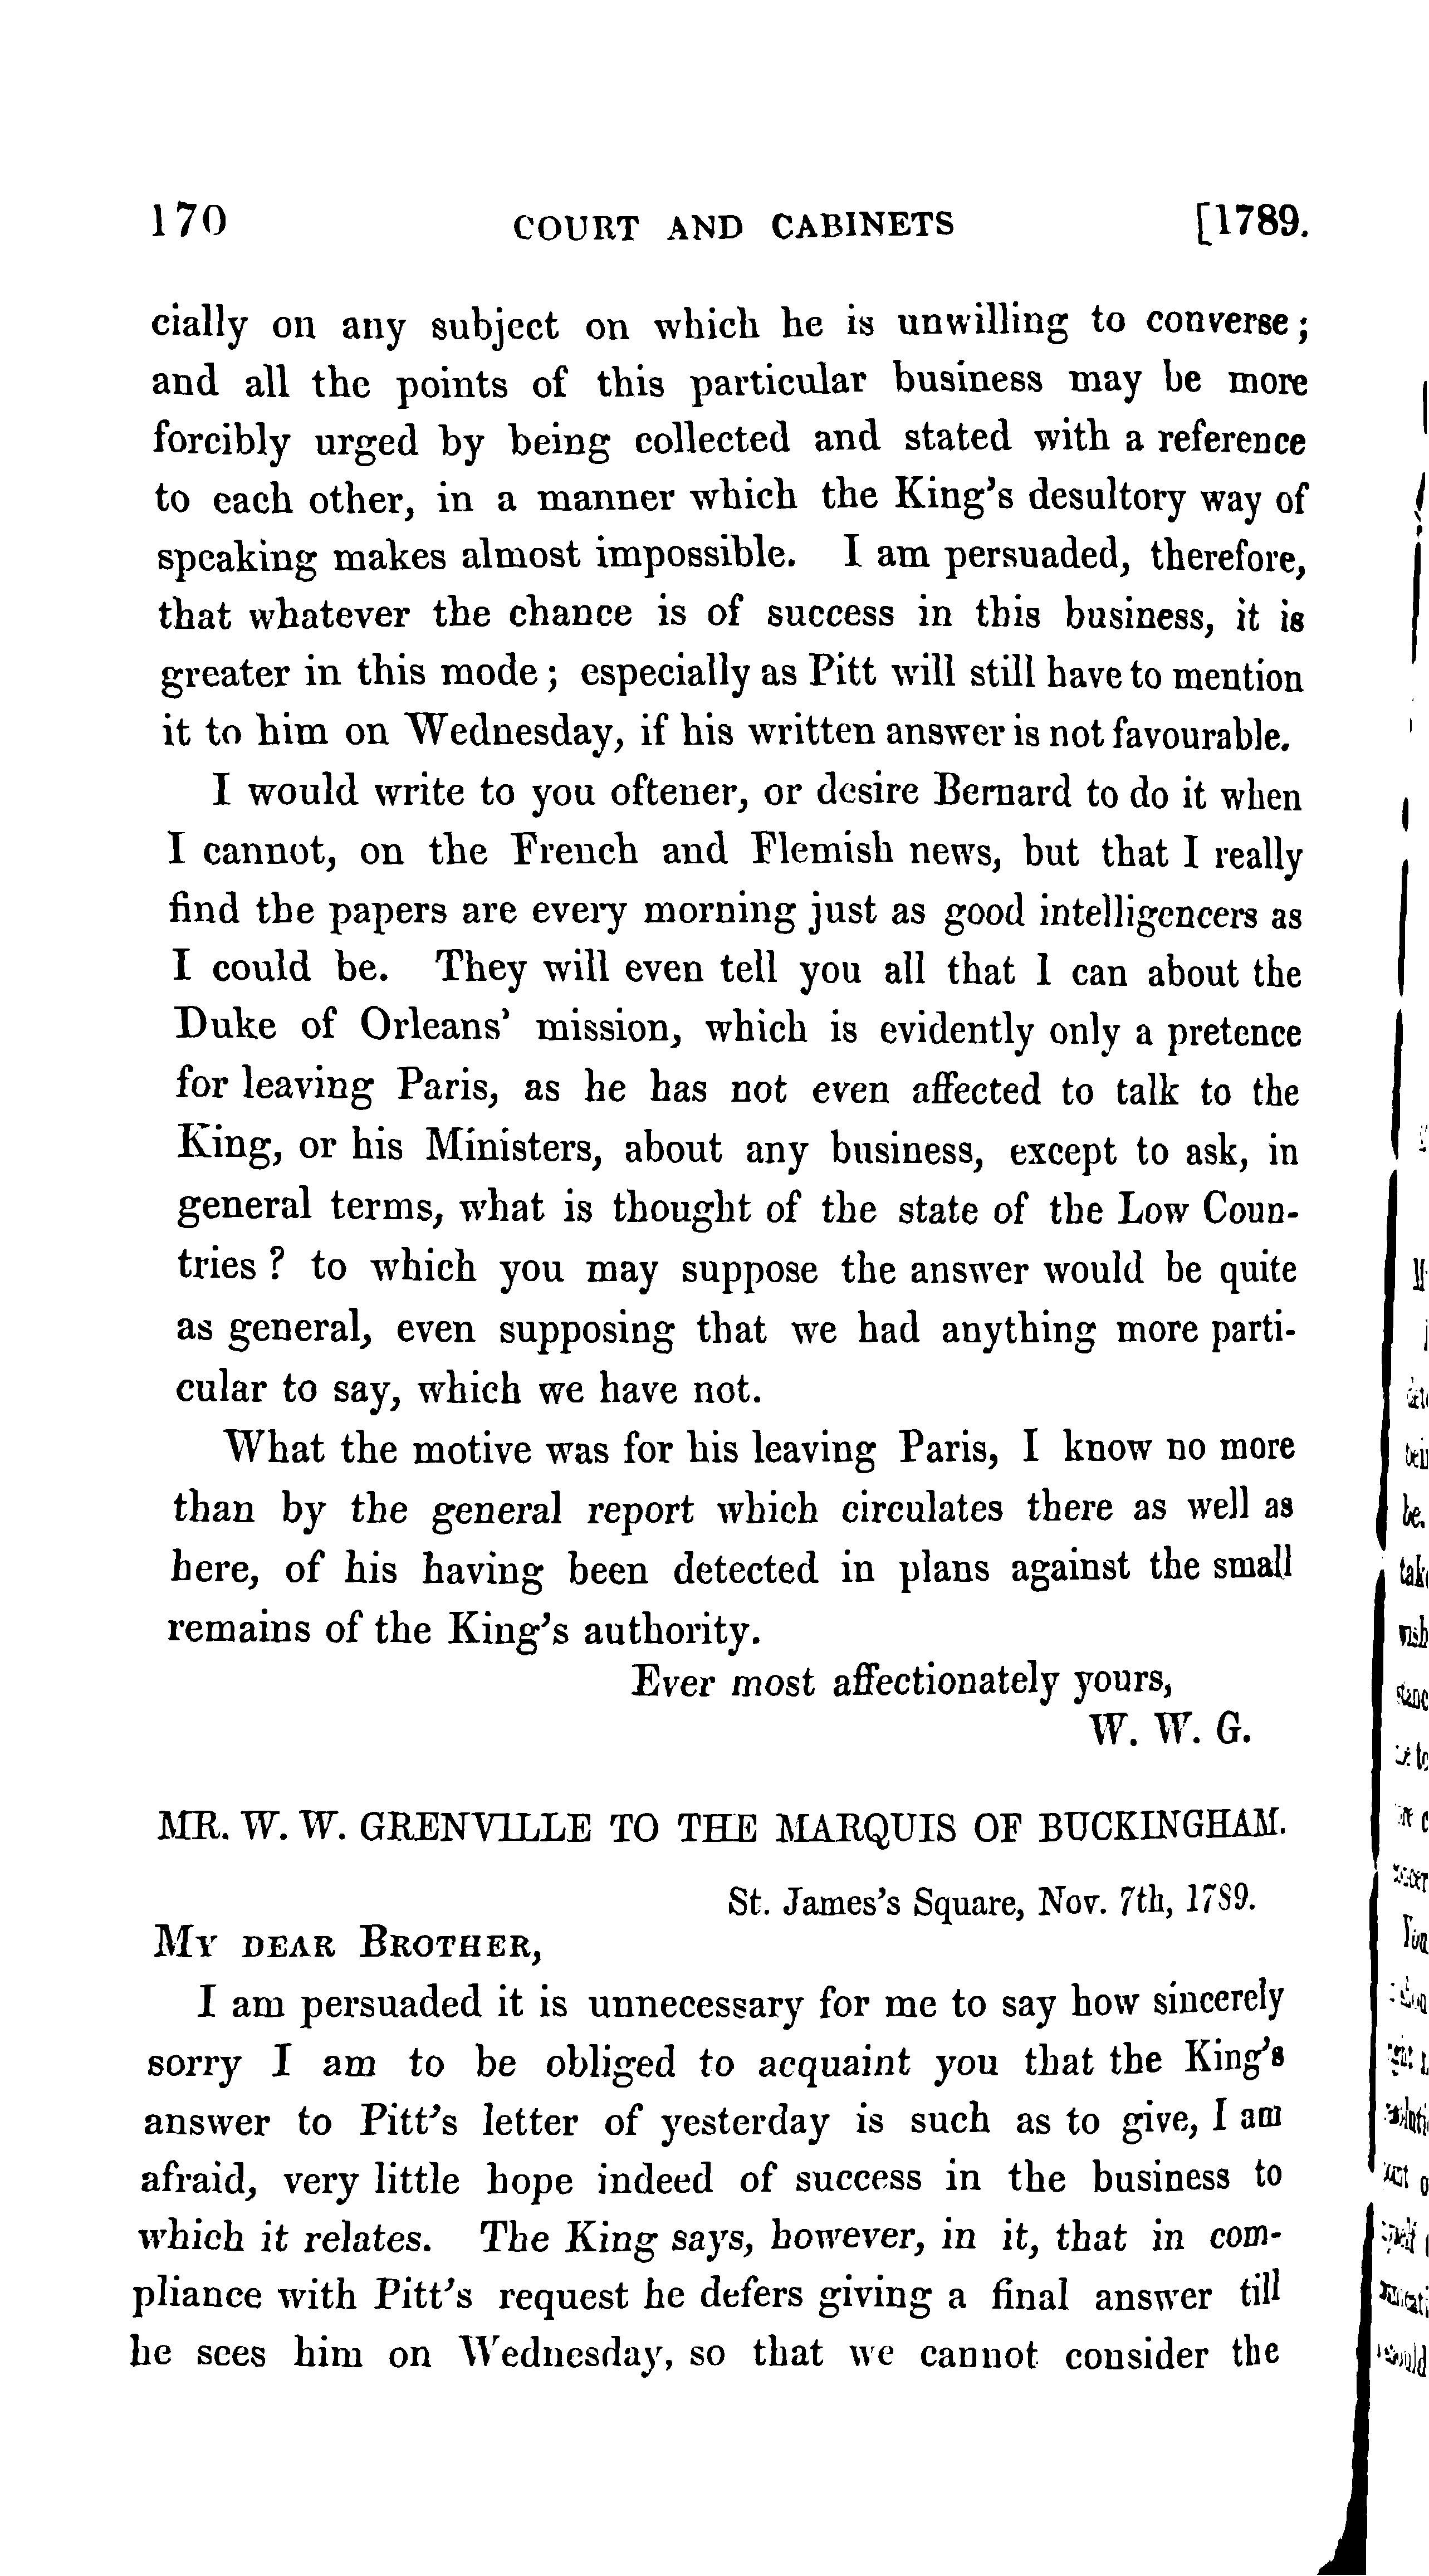 170 COURT AND CABINETS [1789.
cially on any subject on which he is unwilling to converse;
and all the points of this particular business may be more
forcibly urged by being collected and stated with a reference
to each other, in a manner which the King's desultory way of
speaking makes almost impossible. I am persuaded, therefore,
that whatever the chance is of success in this business, it is
greater in this mode; especially as Pitt will still have to mention
it to him on Wednesday, if his written answer is not favourable.
I would write to you oftener, or desire Bernard to do it when
I cannot, on the French and Flemish news, but that I really
find the papers are every morning just as good intelligencers as
I could be. They will even tell you all that I can about the
Duke of Orleans' mission, which is evidently only a pretence
for leaving Paris, as he has not even affected to talk to the
King, or his Ministers, about any business, except to ask, in
general terms, what is thought of the state of the Low Coun-
tries? to which you may suppose the answer would be quite
as general, even supposing that we had anything more parti-
cular to say, which we have not.
What the motive was for his leaving Paris, I know no more
than by the general report which circulates there as well as
here, of his having been detected in plans against the small
remains of the King's authority.
Ever most affectionately yours,
W. W. G.
MR. W. W. GRENVILLE TO THE MARQUIS OF BUCKINGHAM.
St. James's Square, Nov. 7th, 1789.
MY DEAR BROTHER,
I am persuaded it is unnecessary for me to say how sincerely
sorry I am to be obliged to acquaint you that the King's
answer to Pitt's letter of yesterday is such as to give, I am
afraid, very little hope indeed of success in the business to
which it relates. The King says, however, in it, that in com-
pliance with Pitt's request he defers giving a final answer till
he sees him on Wednesday, so that we cannot consider the